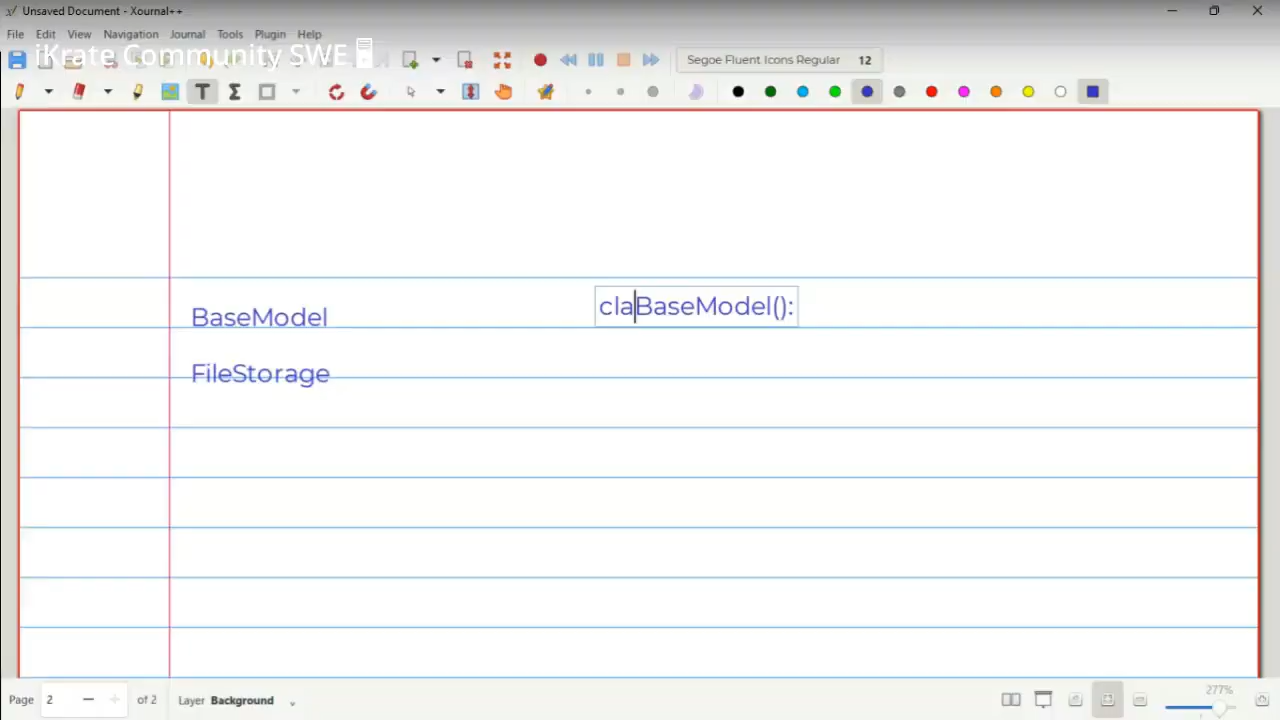 Unsaved Document - Xournal++
File Edit View Navigation Journal Tools Plugin Help
iKrate Community SWE
Segoe Fluent Icons Regular 12
BaseModel
claBaseModel():
FileStorage
Page 2 of 2 Layer Background 277%